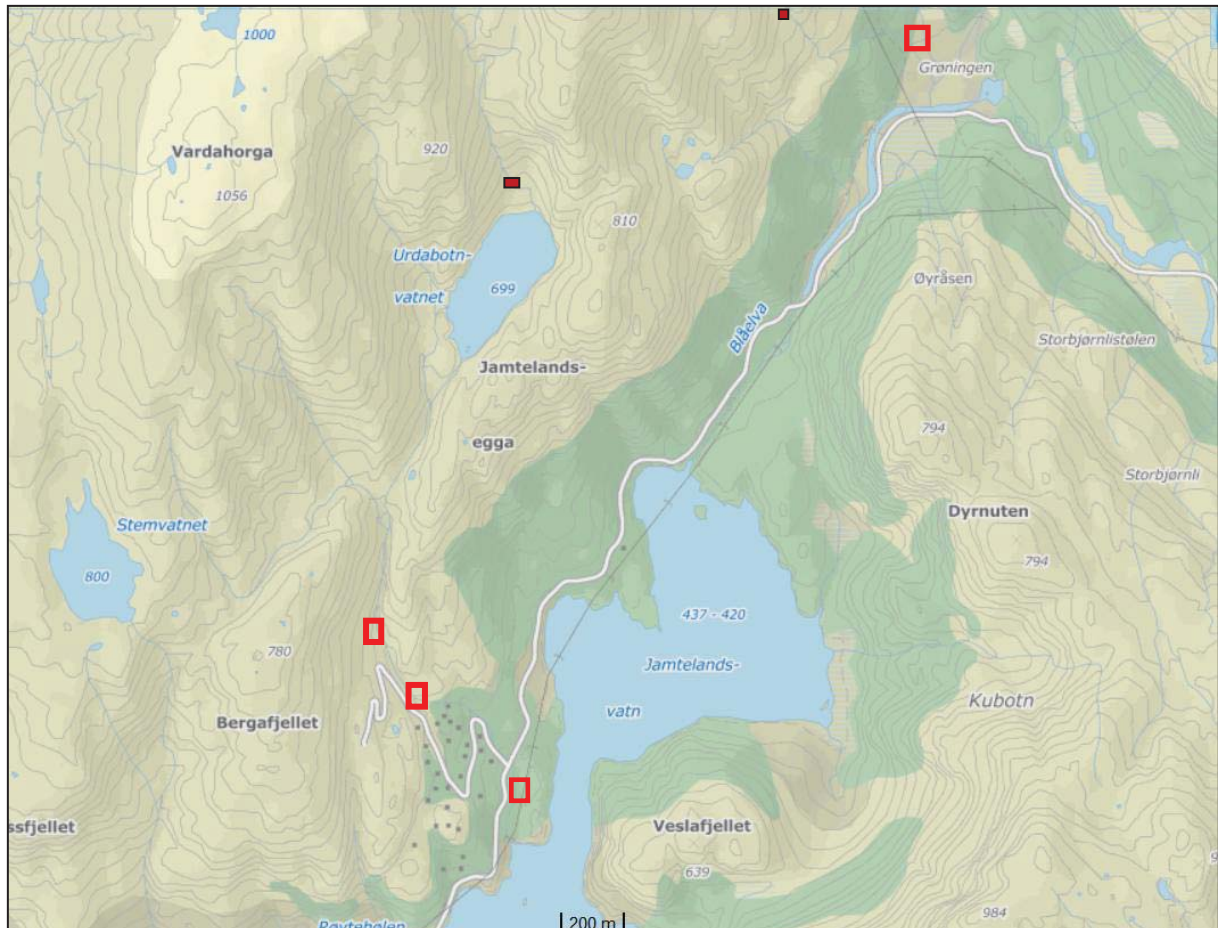 1000
Grøningen
Vardahorga
920
1056
810
Urdabotn-
vatnet
699
Øyråsen
Blåelva
Storbjørnlistølen
Jamtelands-
egga
794
Storbjørnli
Stemvatnet
Dyrnuten
800
794
437 - 420
780
Jamtelands-
vatn
Kubotn
Bergafjellet
ssfjellet
Veslafjellet
639
984
Røytehølen
200 m